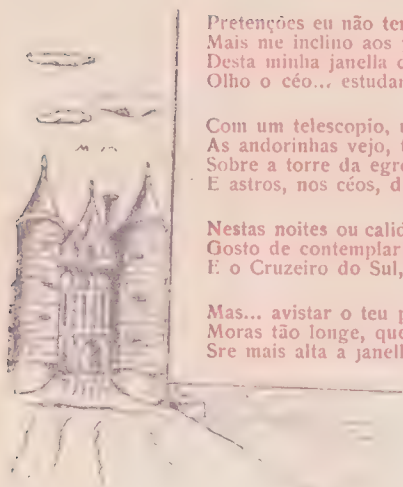 Pretenções eu não ter
Mais me inclino aos
Desta minha janella
Olho o céo... estudar
Com um telescopio,
As andorinhas vejo,
Sobre a torre da egre
E astros, nos céos, d
Nestas noites ou calid
Gosto de contemplar
E o Cruzeiro do Sul,
Mas... avistar o teu p
Moras tão longe, que
Sre mais alta a janell